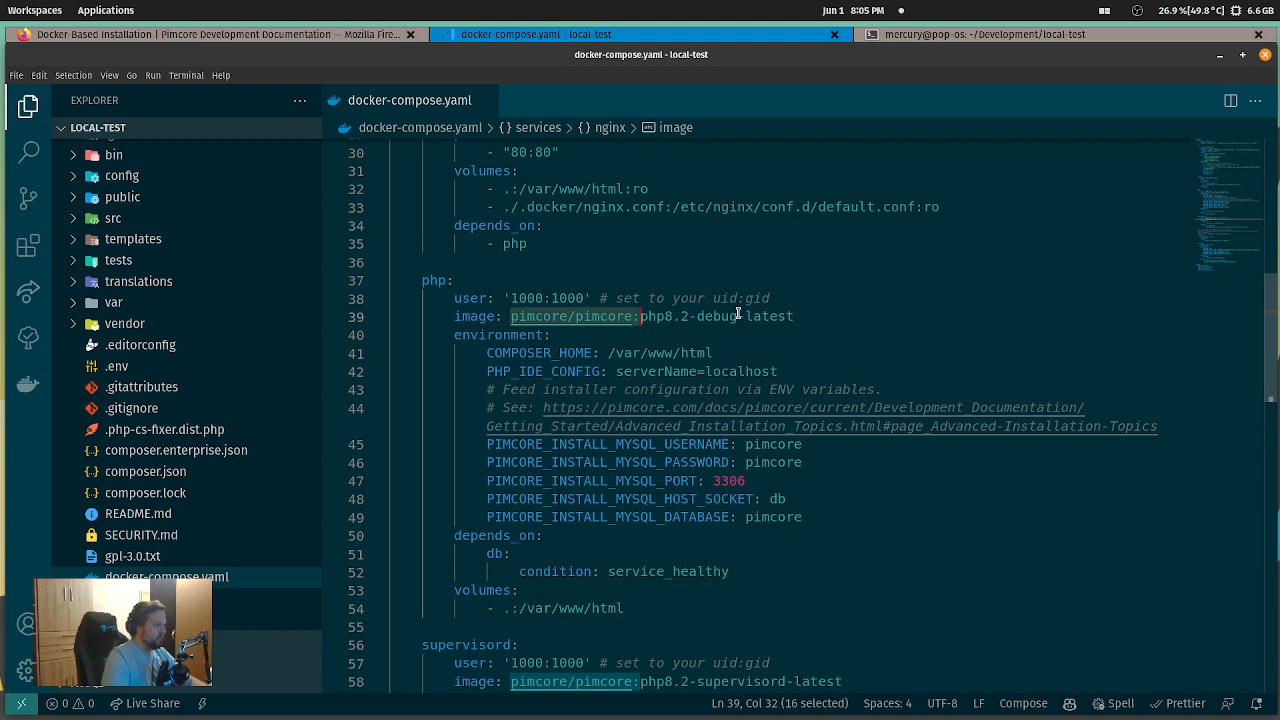 Workspaces Applications Jun 1 8:05 PM 26.9 %[49.8°C] 6.6GB
Docker-Based Installation | Pimcore Development Documentation — Mozilla Fire...
docker-compose.yaml - local-test
mercury@pop-os: ~/Development/local-test
docker-compose.yaml - local-test
File Edit Selection View Go Run Terminal Help
EXPLORER
docker-compose.yaml
LOCAL-TEST
docker-compose.yaml > {} services > {} nginx > image
bin
config
public
src
templates
tests
translations
var
vendor
.editorconfig
.env
.gitattributes
.gitignore
.php-cs-fixer.dist.php
composer.enterprise.json
composer.json
composer.lock
README.md
SECURITY.md
gpl-3.0.txt
docker-compose.yaml
30 - "80:80"
31 volumes:
32 - .:/var/www/html:ro
33 - ./.docker/nginx.conf:/etc/nginx/conf.d/default.conf:ro
34 depends_on:
35 - php
36
37 php:
38 user: '1000:1000' # set to your uid:gid
39 image: pimcore/pimcore:php8.2-debug-latest
40 environment:
41 COMPOSER_HOME: /var/www/html
42 PHP_IDE_CONFIG: serverName=localhost
43 # Feed installer configuration via ENV variables.
44 # See: https://pimcore.com/docs/pimcore/current/Development_Documentation/
Getting_Started/Advanced_Installation_Topics.html#page_Advanced-Installation-Topics
45 PIMCORE_INSTALL_MYSQL_USERNAME: pimcore
46 PIMCORE_INSTALL_MYSQL_PASSWORD: pimcore
47 PIMCORE_INSTALL_MYSQL_PORT: 3306
48 PIMCORE_INSTALL_MYSQL_HOST_SOCKET: db
49 PIMCORE_INSTALL_MYSQL_DATABASE: pimcore
50 depends_on:
51 db:
52 condition: service_healthy
53 volumes:
54 - .:/var/www/html
55
56 supervisord:
57 user: '1000:1000' # set to your uid:gid
58 image: pimcore/pimcore:php8.2-supervisord-latest
0 0 Live Share Ln 39, Col 32 (16 selected) Spaces: 4 UTF-8 LF Compose Spell Prettier